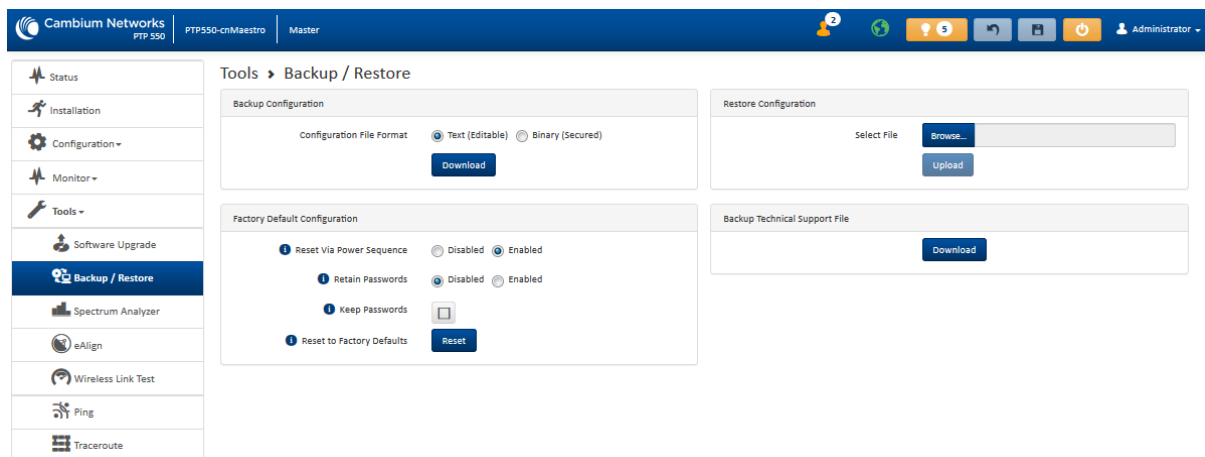 Cambium Networks
PTP 550
PTP550-cnMaestro
Master
2
5
Administrator
Status
Installation
Configuration
Monitor
Tools
Software Upgrade
Backup / Restore
Spectrum Analyzer
eAlign
Wireless Link Test
Ping
Traceroute
Tools > Backup / Restore
Backup Configuration
Configuration File Format
Text (Editable)
Binary (Secured)
Download
Factory Default Configuration
Reset Via Power Sequence
Disabled
Enabled
Retain Passwords
Disabled
Enabled
Keep Passwords
Reset to Factory Defaults
Reset
Restore Configuration
Select File
Browse...
Upload
Backup Technical Support File
Download